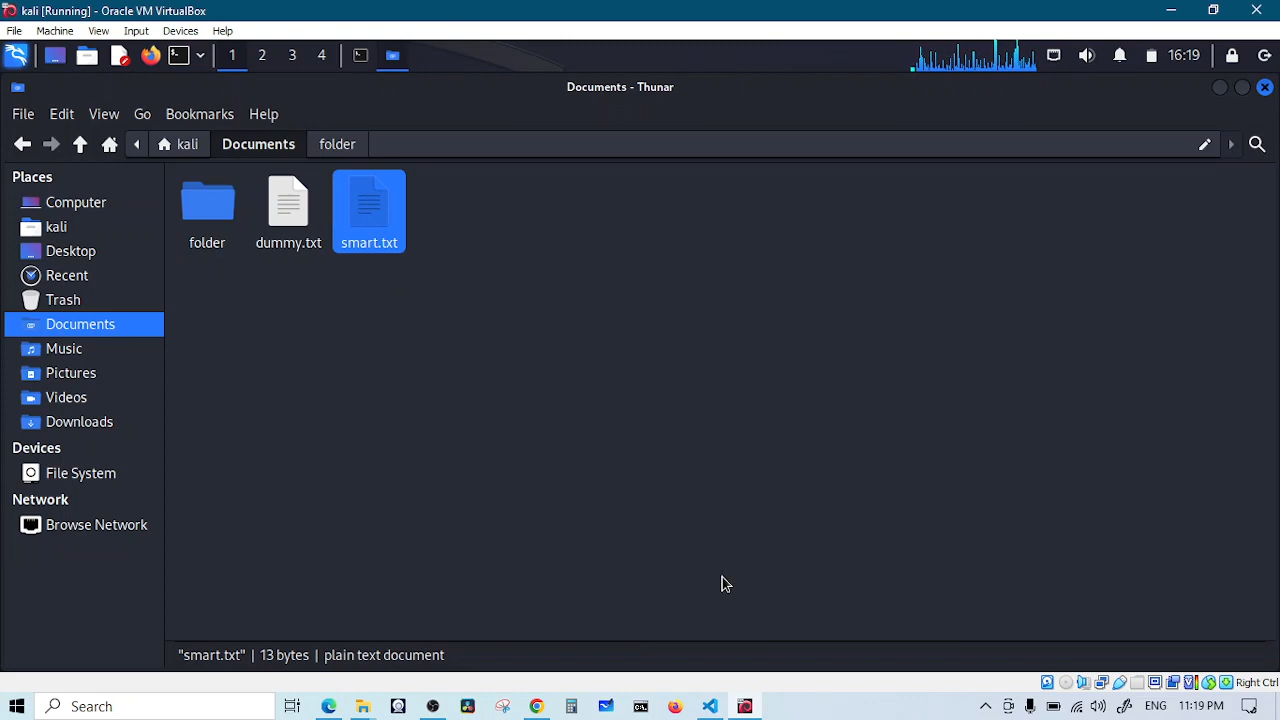 kali [Running] - Oracle VM VirtualBox
File Machine View Input Devices Help
1 2 3 4 16:19
Documents - Thunar
File Edit View Go Bookmarks Help
kali Documents folder
Places
Computer
kali
Desktop
Recent
Trash
Documents
Music
Pictures
Videos
Downloads
Devices
File System
Network
Browse Network
folder dummy.txt smart.txt
"smart.txt" | 13 bytes | plain text document
Right Ctrl
Search ENG 11:19 PM